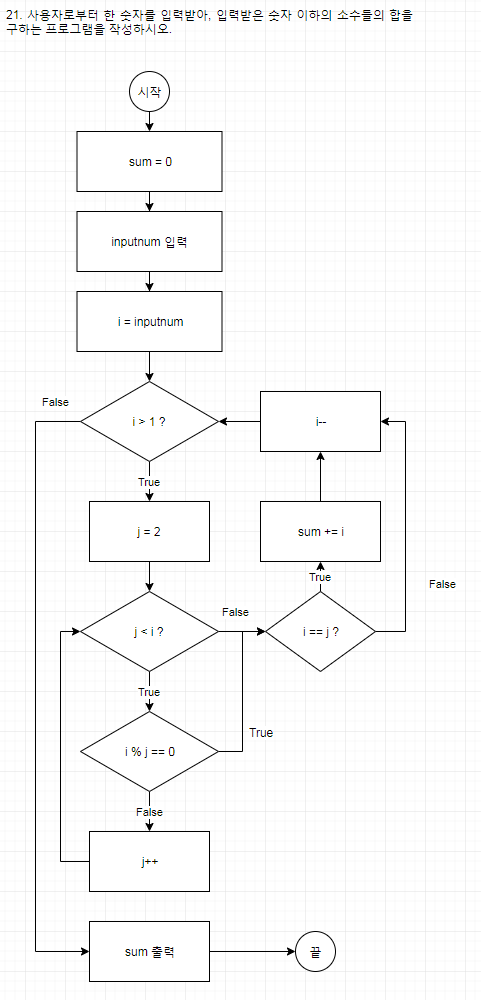 21. 사용자로부터 한 숫자를 입력받아, 입력받은 숫자 이하의 소수들의 합을
구하는 프로그램을 작성하시오.
시작
sum = 0
inputnum 입력
i = inputnum
False
i > 1 ?
i--
True
j = 2
sum += i
True
False
False
j < i ?
i == j ?
True
True
i % j == 0
False
j++
sum 출력
끝